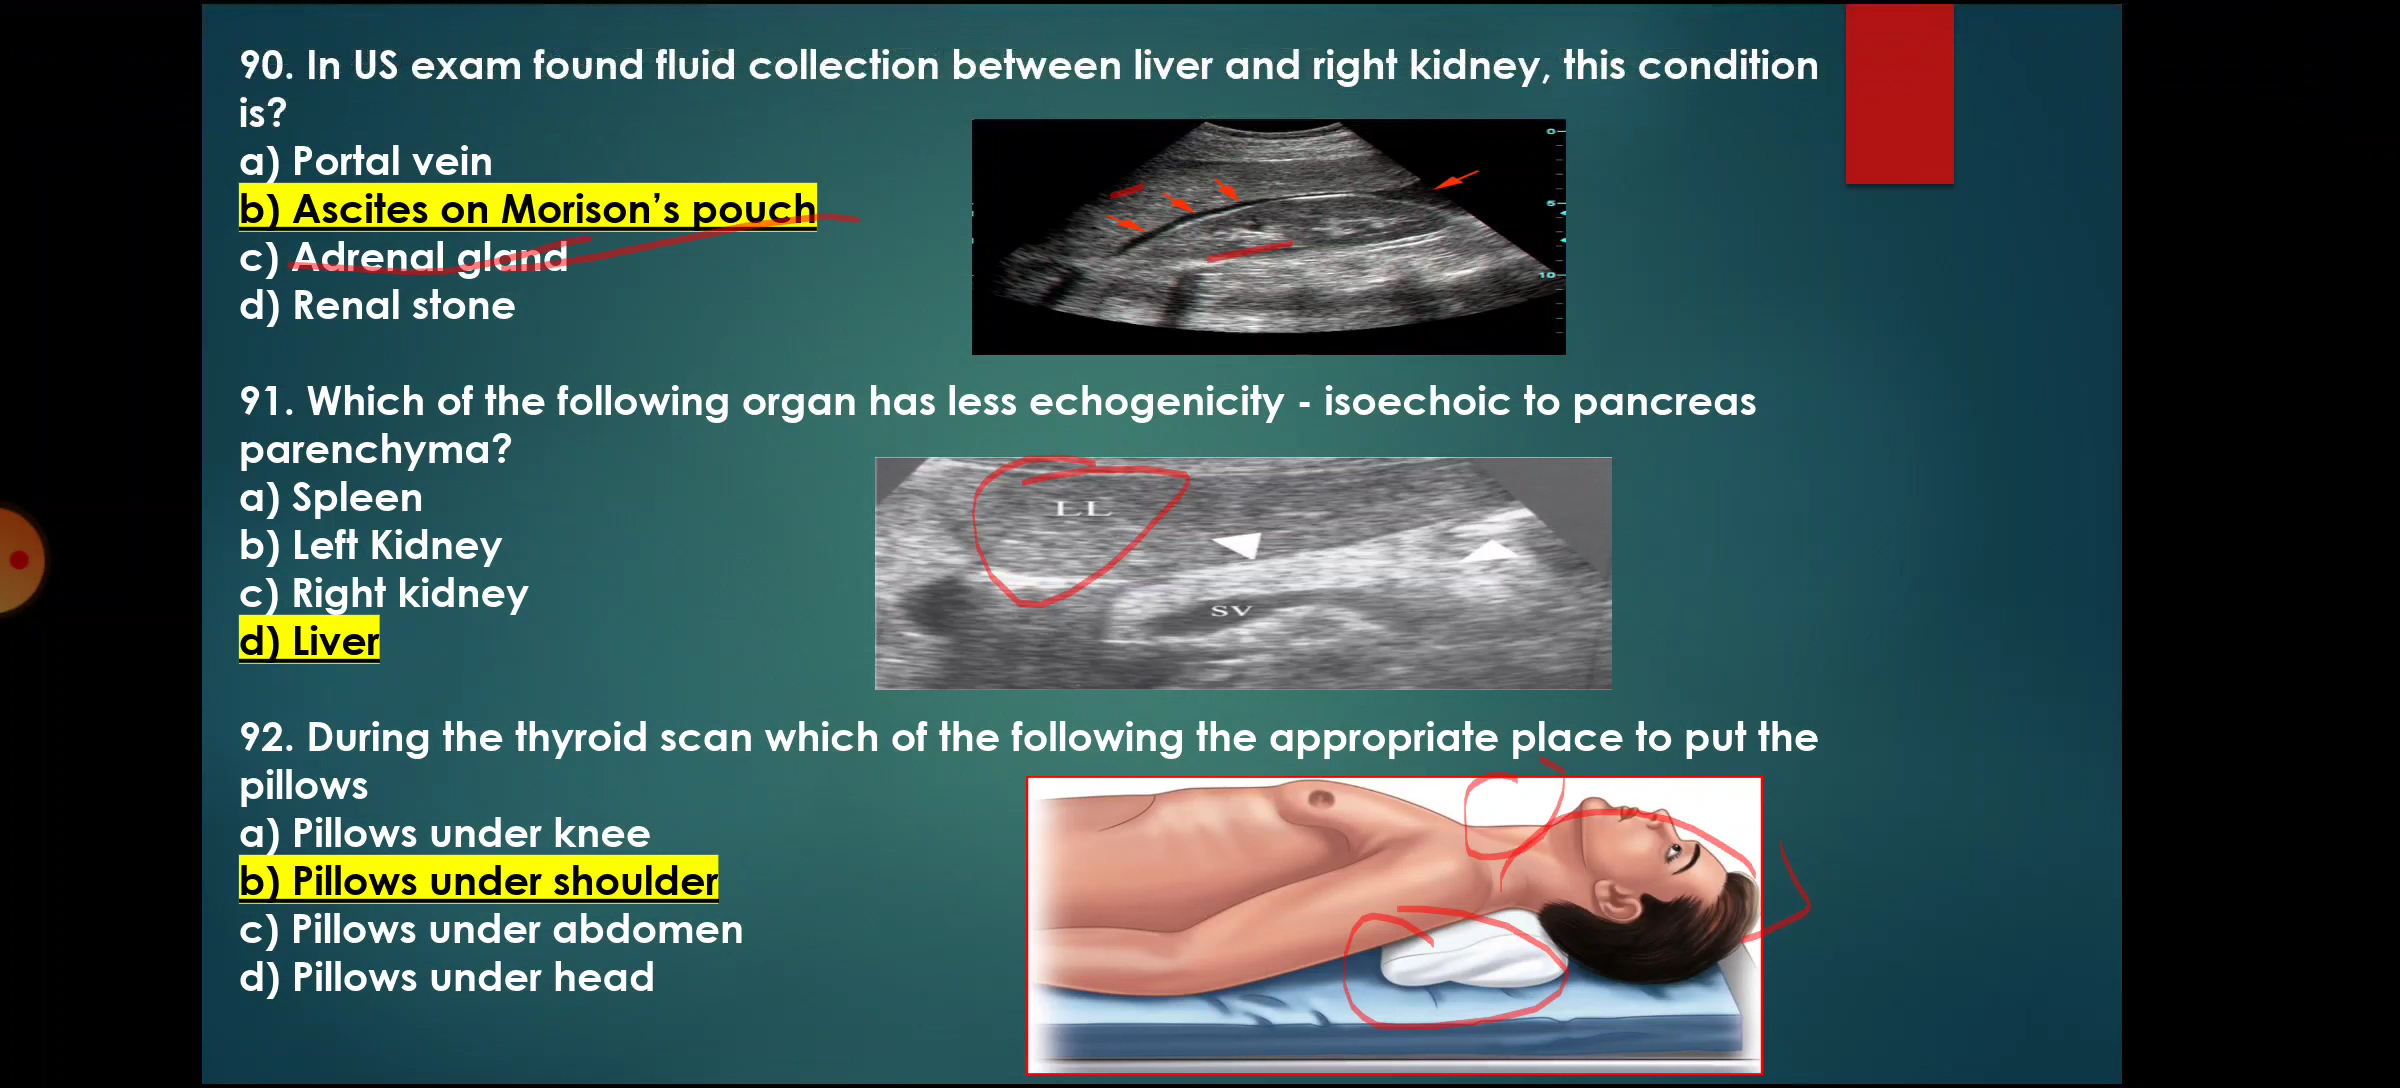 90. In US exam found fluid collection between liver and right kidney, this condition
is?
a) Portal vein
b) Ascites on Morison’s pouch
c) Adrenal gland
d) Renal stone
0
5
10
91. Which of the following organ has less echogenicity - isoechoic to pancreas
parenchyma?
a) Spleen
b) Left Kidney
c) Right kidney
d) Liver
LL
SV
92. During the thyroid scan which of the following the appropriate place to put the
pillows
a) Pillows under knee
b) Pillows under shoulder
c) Pillows under abdomen
d) Pillows under head